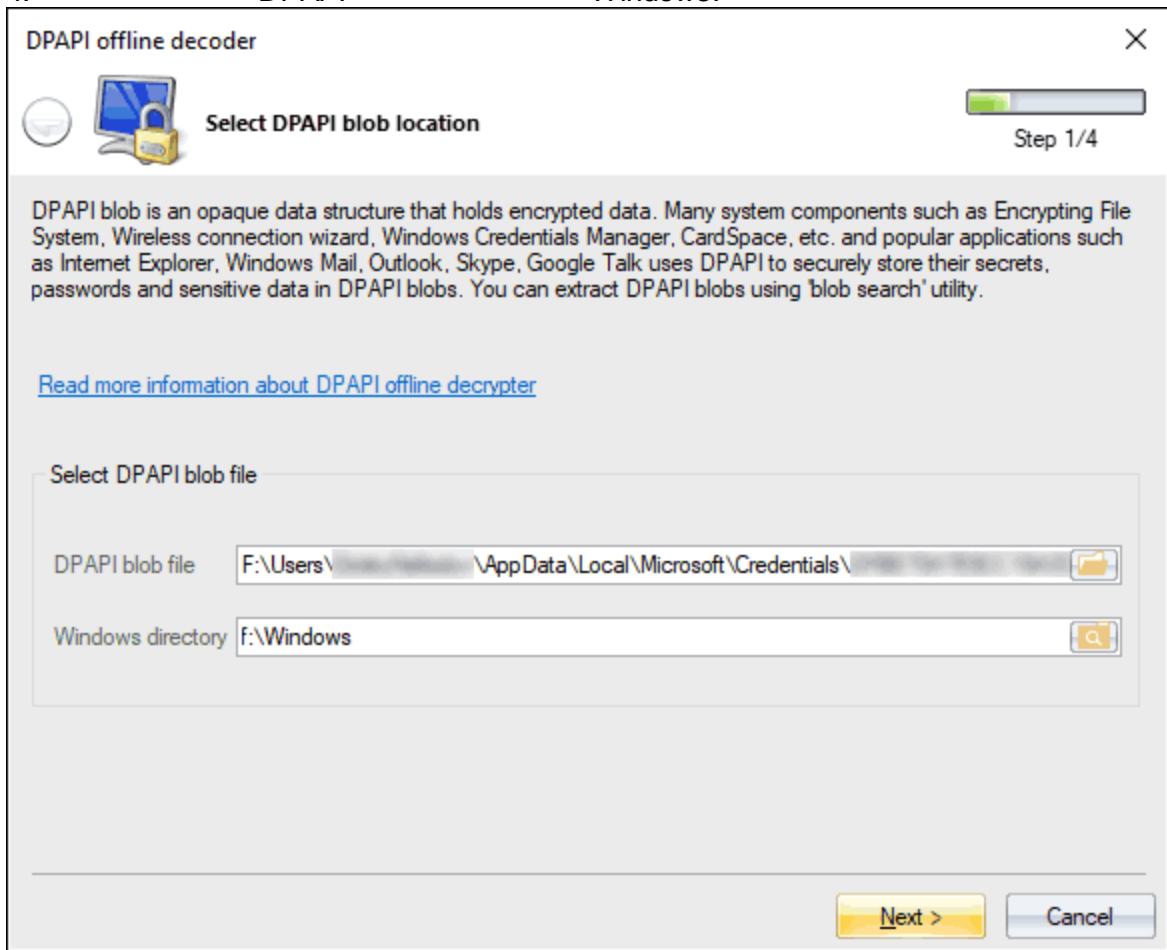 DPAPI
Windows.
DPAPI offline decoder
Select DPAPI blob location
Step 1/4
DPAPI blob is an opaque data structure that holds encrypted data. Many system components such as Encrypting File
System, Wireless connection wizard, Windows Credentials Manager, CardSpace, etc. and popular applications such
as Internet Explorer, Windows Mail, Outlook, Skype, Google Talk uses DPAPI to securely store their secrets,
passwords and sensitive data in DPAPI blobs. You can extract DPAPI blobs using 'blob search' utility.
Read more information about DPAPI offline decrypter
Select DPAPI blob file
DPAPI blob file F:\Users\ \AppData\Local\Microsoft\Credentials\
Windows directory f:\Windows
Next >
Cancel